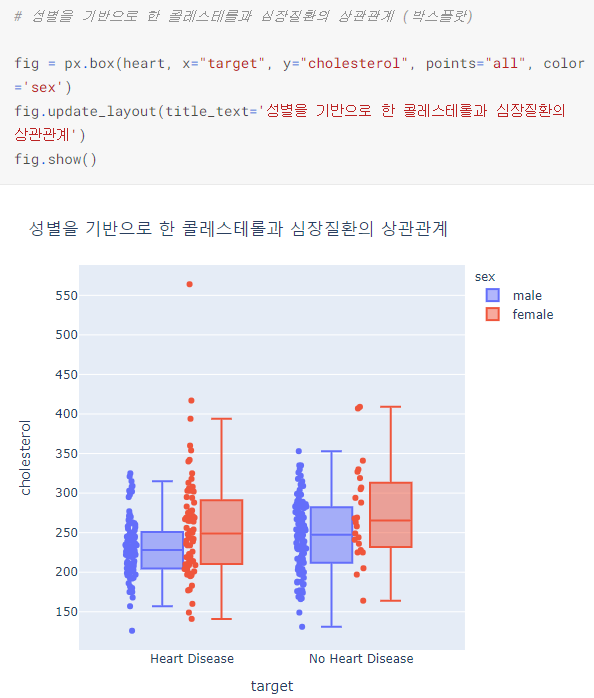 # 성별을 기반으로 한 콜레스테롤과 심장질환의 상관관계 (박스플랏)
fig = px.box(heart, x="target", y="cholesterol", points="all", color
='sex')
fig.update_layout(title_text='성별을 기반으로 한 콜레스테롤과 심장질환의
상관관계')
fig.show()
성별을 기반으로 한 콜레스테롤과 심장질환의 상관관계
sex
male
female
cholesterol
550
500
450
400
350
300
250
200
150
Heart Disease
No Heart Disease
target